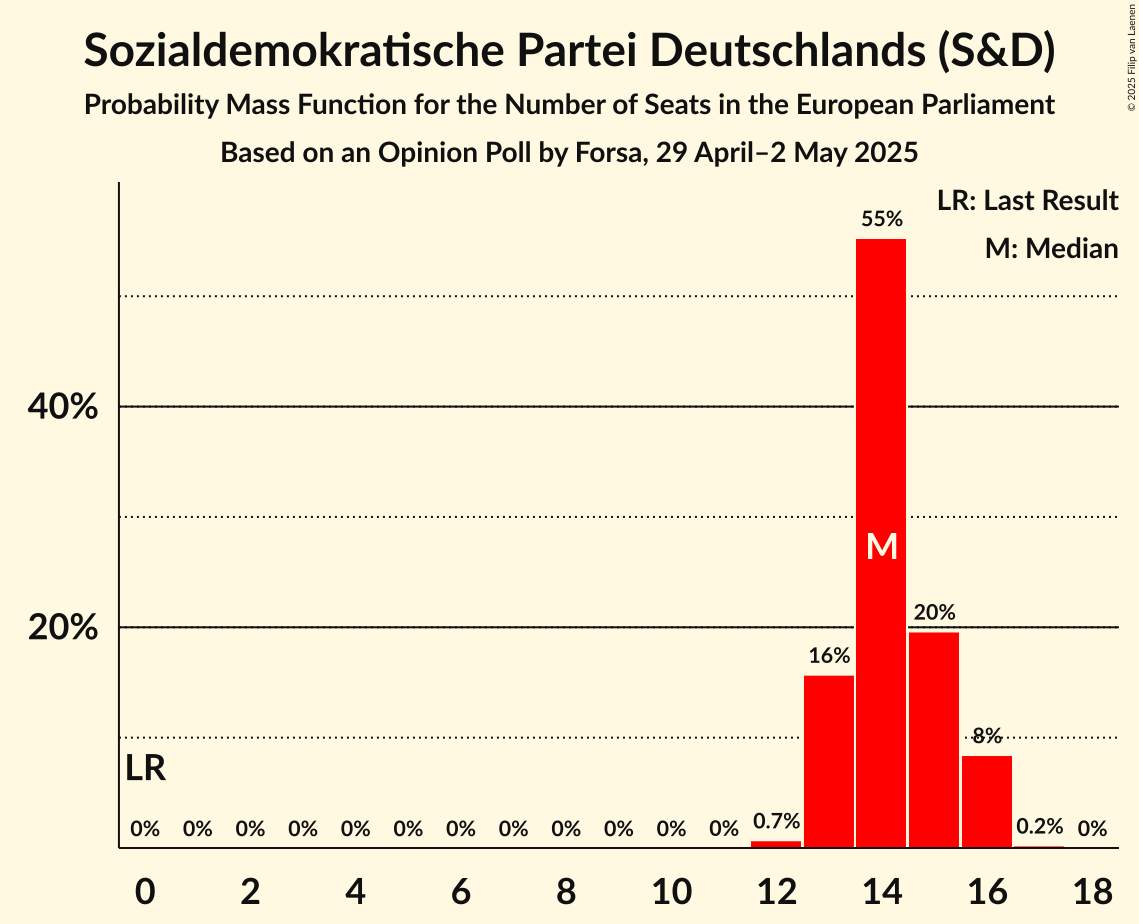 Sozialdemokratische Partei Deutschlands (S&D)
Probability Mass Function for the Number of Seats in the European Parliament
Based on an Opinion Poll by Forsa, 29 April–2 May 2025
© 2025 Filip van Laenen
LR: Last Result
M: Median
55%
40%
M
20%
20%
16%
8%
LR
0% 0% 0% 0% 0% 0% 0% 0% 0% 0% 0% 0% 0.7% 0.2% 0%
0 2 4 6 8 10 12 14 16 18